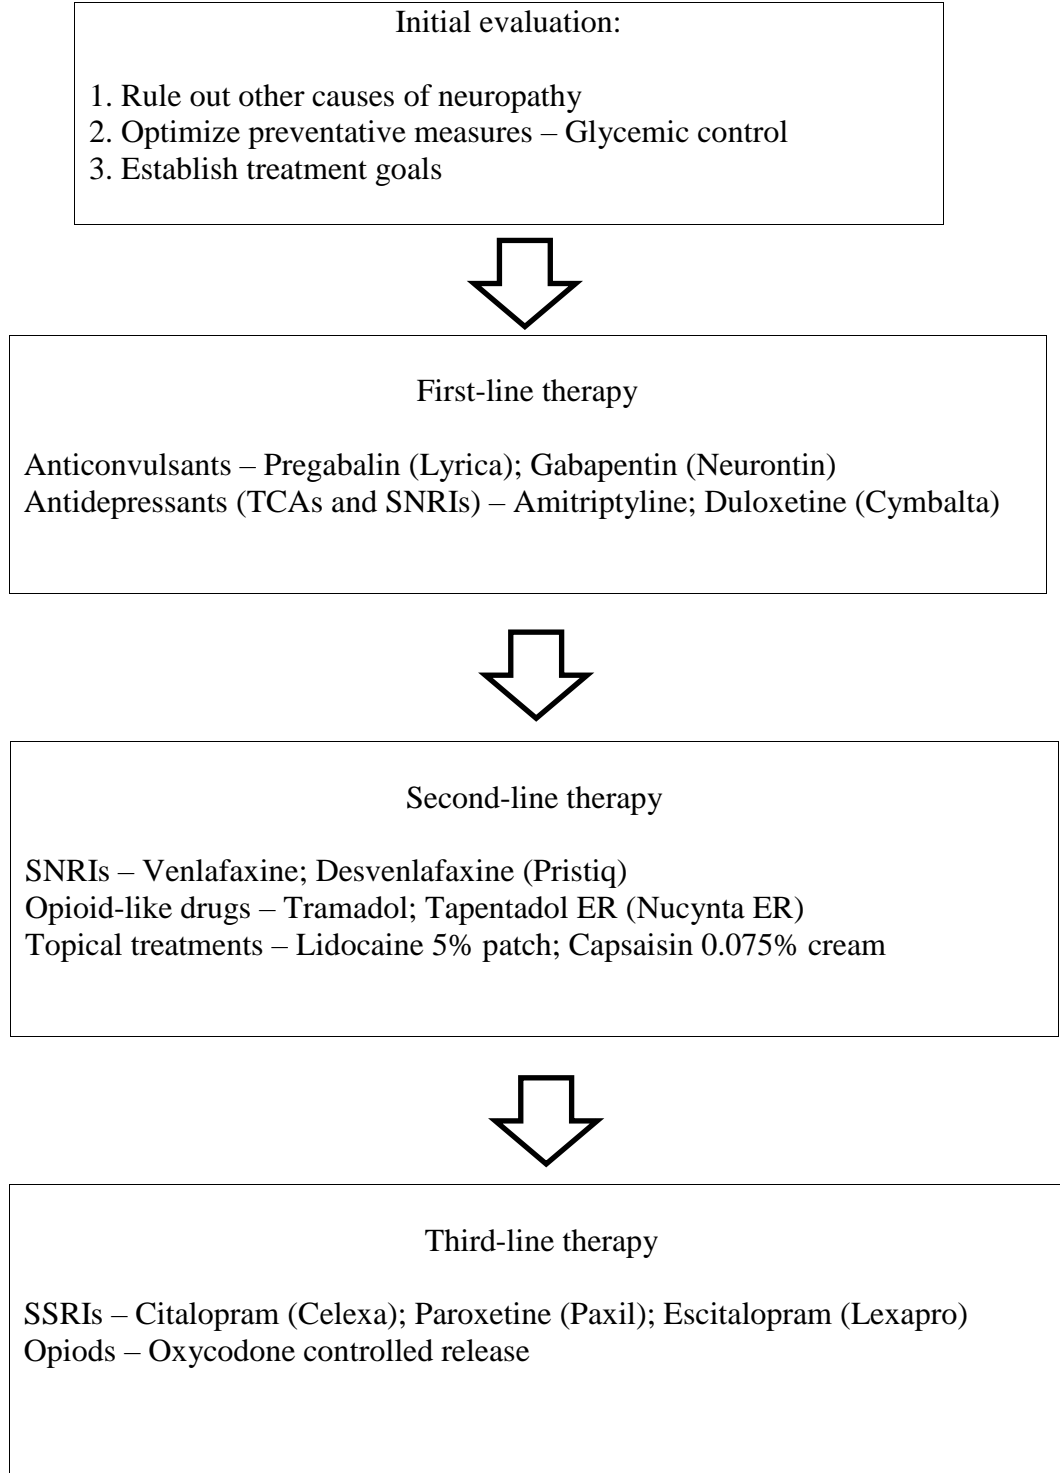 Initial evaluation:
1. Rule out other causes of neuropathy
2. Optimize preventative measures – Glycemic control
3. Establish treatment goals
First-line therapy
Anticonvulsants – Pregabalin (Lyrica); Gabapentin (Neurontin)
Antidepressants (TCAs and SNRIs) – Amitriptyline; Duloxetine (Cymbalta)
Second-line therapy
SNRIs – Venlafaxine; Desvenlafaxine (Pristiq)
Opioid-like drugs – Tramadol; Tapentadol ER (Nucynta ER)
Topical treatments – Lidocaine 5% patch; Capsaisin 0.075% cream
Third-line therapy
SSRIs – Citalopram (Celexa); Paroxetine (Paxil); Escitalopram (Lexapro)
Opiods – Oxycodone controlled release